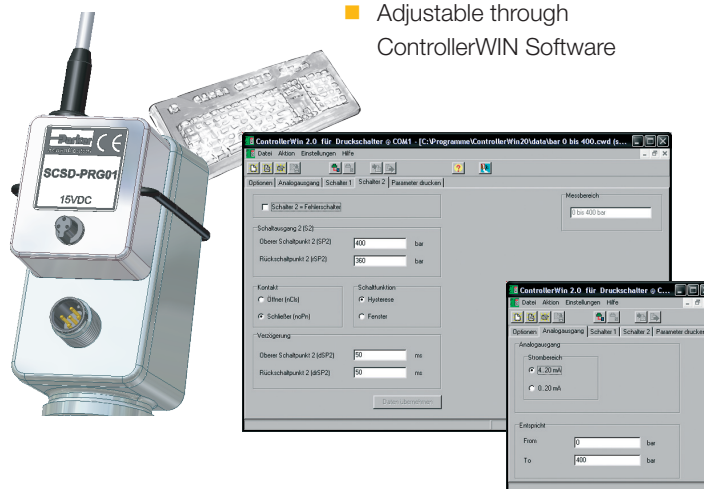 Adjustable through
ControllerWIN Software
Parker CE
SCSD-PRG01
15VDC
ControllerWin 2.0 für Druckschalter @ COM1 - [C:\Programme\ControllerWin20\data\bar 0 bis 400.cwd (s...
Datei Aktion Einstellungen Hilfe
Optionen Analogausgang Schalter 1 Schalter 2 Parameter drucken
Schalter 2 = Fehlerschalter
Messbereich
0 bis 400 bar
Schaltausgang 2 (S2)
Oberer Schaltpunkt 2 (SP2) 400 bar
Rückschaltpunkt 2 (rSP2) 360 bar
Kontakt
Öffner (nCls)
Schließer (noPn)
Schaltfunktion
Hysterese
Fenster
Verzögerung
Oberer Schaltpunkt 2 (dSP2) 50 ms
Rückschaltpunkt 2 (drSP2) 50 ms
Daten übernehmen
ControllerWin 2.0 für Druckschalter @ C...
Datei Aktion Einstellungen Hilfe
Optionen Analogausgang Schalter 1 Schalter 2 Parameter drucken
Analogausgang
Strombereich
4..20 mA
0..20 mA
Entspricht
From 0 bar
To 400 bar